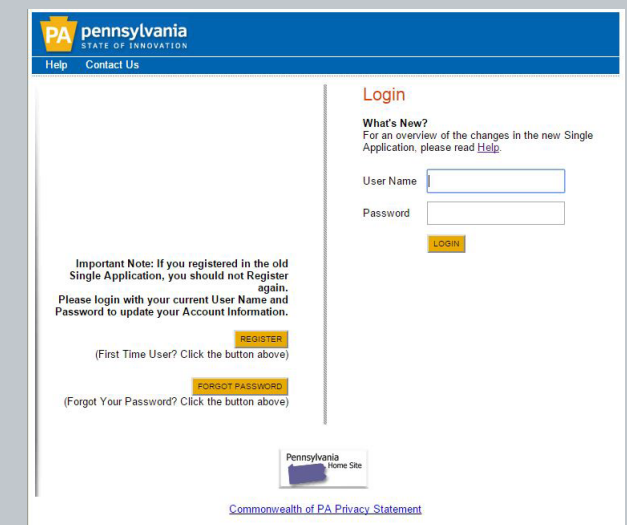 PA pennsylvania
STATE OF INNOVATION
Help Contact Us
Login
What's New?
For an overview of the changes in the new Single
Application, please read Help.
User Name
Password
LOGIN
Important Note: If you registered in the old
Single Application, you should not Register
again.
Please login with your current User Name and
Password to update your Account Information.
REGISTER
(First Time User? Click the button above)
FORGOT PASSWORD
(Forgot Your Password? Click the button above)
Pennsylvania
Home Site
Commonwealth of PA Privacy Statement